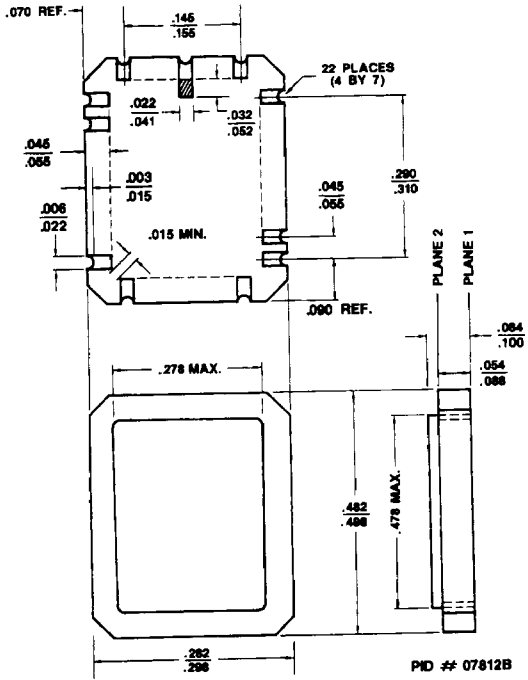 .070 REF.
.145
.155
22 PLACES
(4 BY 7)
.022
.041
.032
.052
.045
.055
.003
.015
.045
.055
.290
.310
.006
.022
.015 MIN.
.090 REF.
PLANE 2
PLANE 1
.064
.100
.054
.088
.278 MAX.
.482
.498
.478 MAX.
.282
.298
PID # 07812B